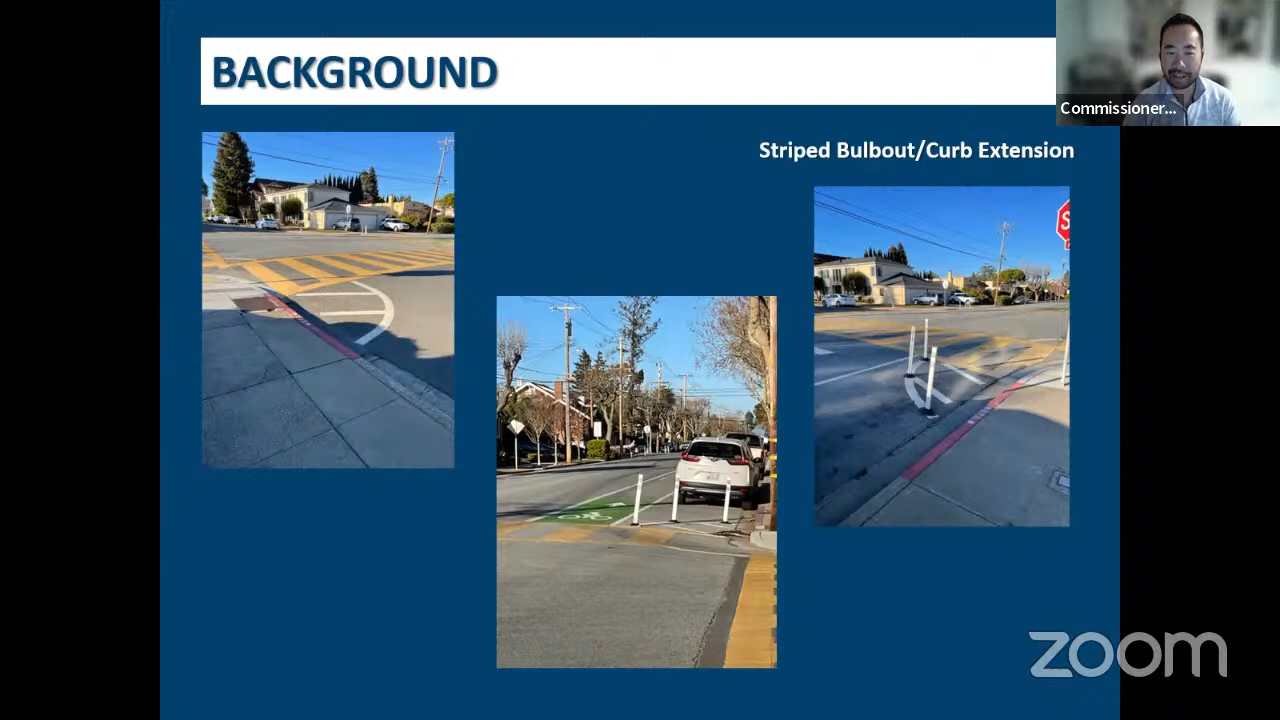 BACKGROUND
Commissioner...
Striped Bulbout/Curb Extension
S
zoom